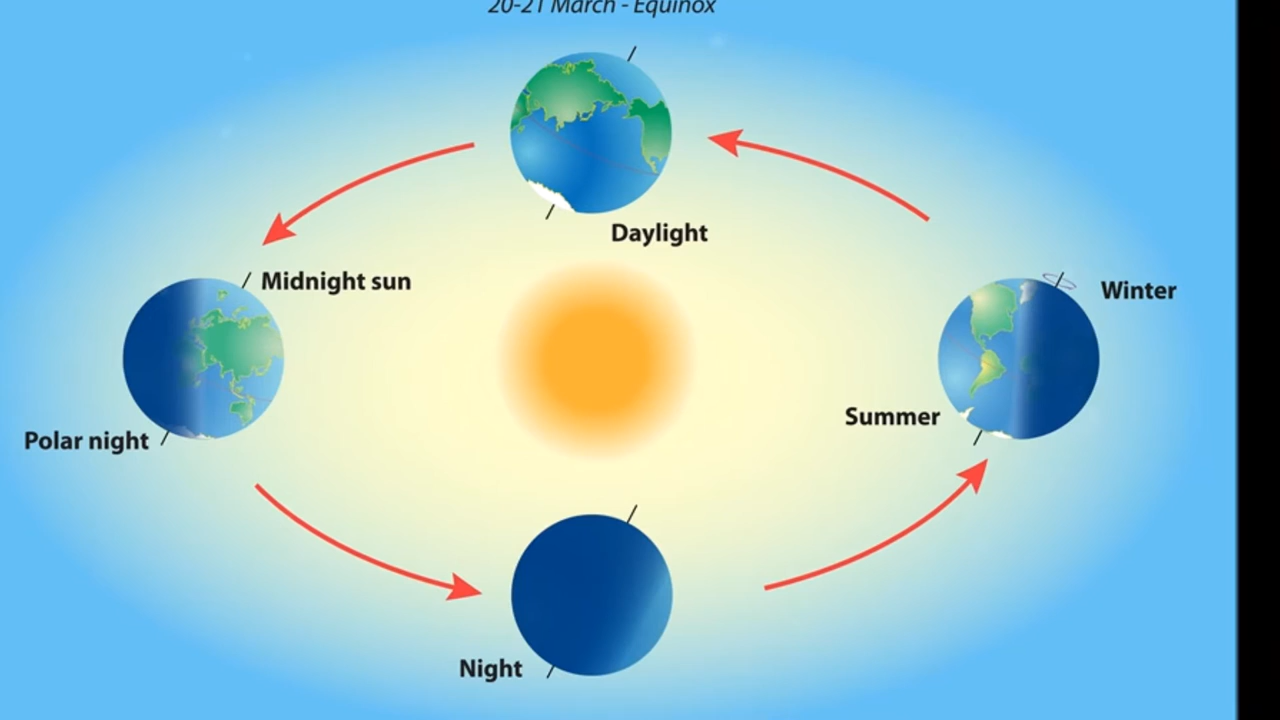 20-21 March - Equinox
Daylight
Midnight sun
Winter
Summer
Polar night
Night